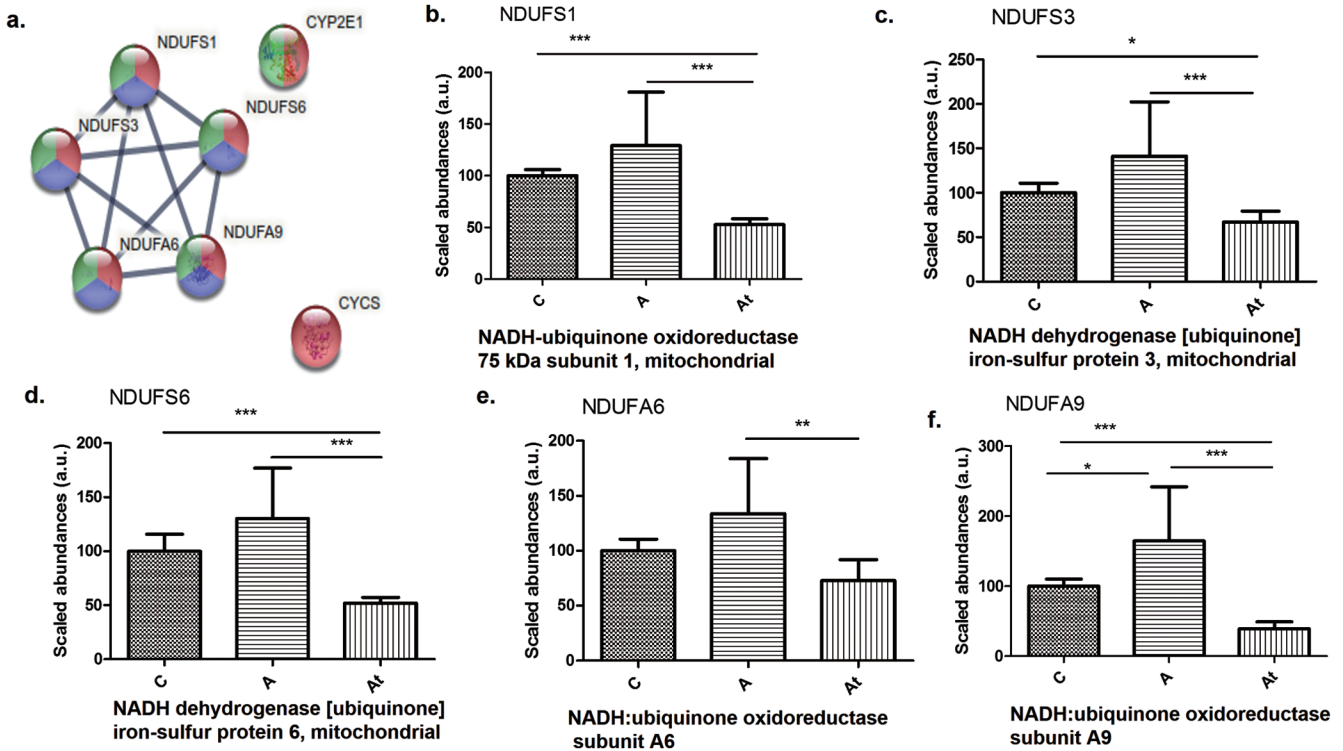 a.
CYP2E1
NDUFS1
NDUFS6
NDUFS3
NDUFA6
NDUFA9
CYCS
b.
NDUFS1
***
***
Scaled abundances (a.u.)
200
150
100
50
0
C
A
At
NADH-ubiquinone oxidoreductase
75 kDa subunit 1, mitochondrial
c.
NDUFS3
*
***
Scaled abundances (a.u.)
250
200
150
100
50
0
C
A
At
NADH dehydrogenase [ubiquinone]
iron-sulfur protein 3, mitochondrial
d.
NDUFS6
***
***
Scaled abundances (a.u.)
200
150
100
50
0
C
A
At
NADH dehydrogenase [ubiquinone]
iron-sulfur protein 6, mitochondrial
e.
NDUFA6
**
Scaled abundances (a.u.)
200
150
100
50
0
C
A
At
NADH:ubiquinone oxidoreductase
subunit A6
f.
NDUFA9
***
***
*
Scaled abundances (a.u.)
300
200
100
0
C
A
At
NADH:ubiquinone oxidoreductase
subunit A9